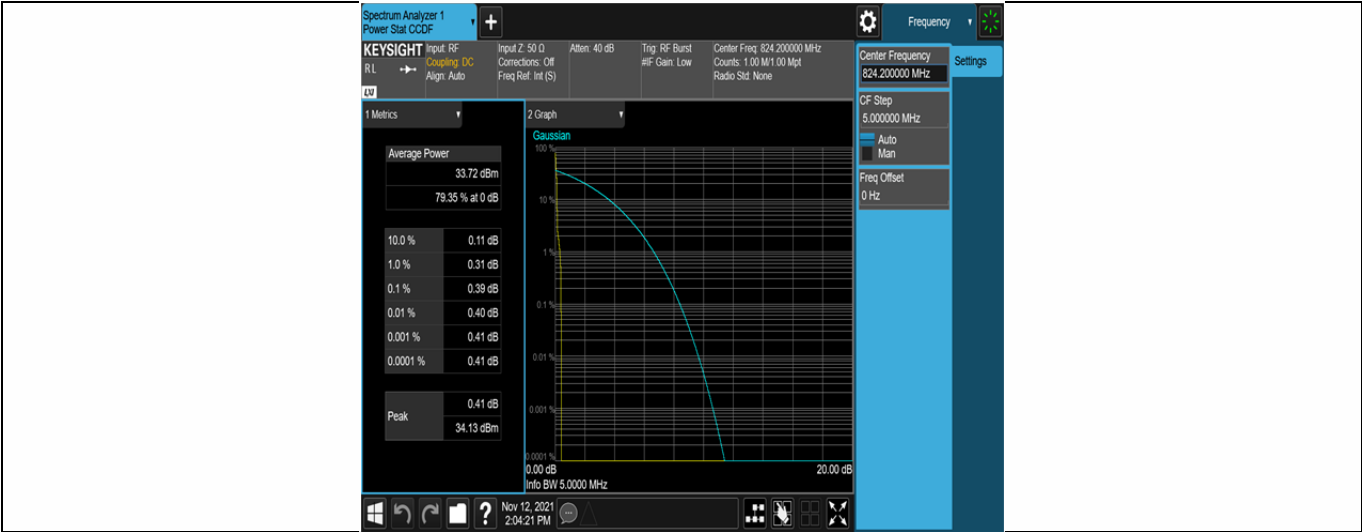 Spectrum Analyzer 1
Power Stat CCDF
Frequency
KEYSIGHT
R L
LXI
Input: RF
Coupling: DC
Align: Auto
Input Z: 50 Ω
Corrections: Off
Freq Ref: Int (S)
Atten: 40 dB
Trig: RF Burst
#IF Gain: Low
Center Freq: 824.200000 MHz
Counts: 1.00 M/1.00 Mpt
Radio Std: None
Center Frequency
824.200000 MHz
Settings
CF Step
5.000000 MHz
Auto
Man
Freq Offset
0 Hz
1 Metrics
Average Power
33.72 dBm
79.35 % at 0 dB
10.0 % 0.11 dB
1.0 % 0.31 dB
0.1 % 0.39 dB
0.01 % 0.40 dB
0.001 % 0.41 dB
0.0001 % 0.41 dB
Peak
0.41 dB
34.13 dBm
2 Graph
Gaussian
100 %
10 %
1 %
0.1 %
0.01 %
0.001 %
0.0001 %
0.00 dB 20.00 dB
Info BW 5.0000 MHz
?
Nov 12, 2021
2:04:21 PM